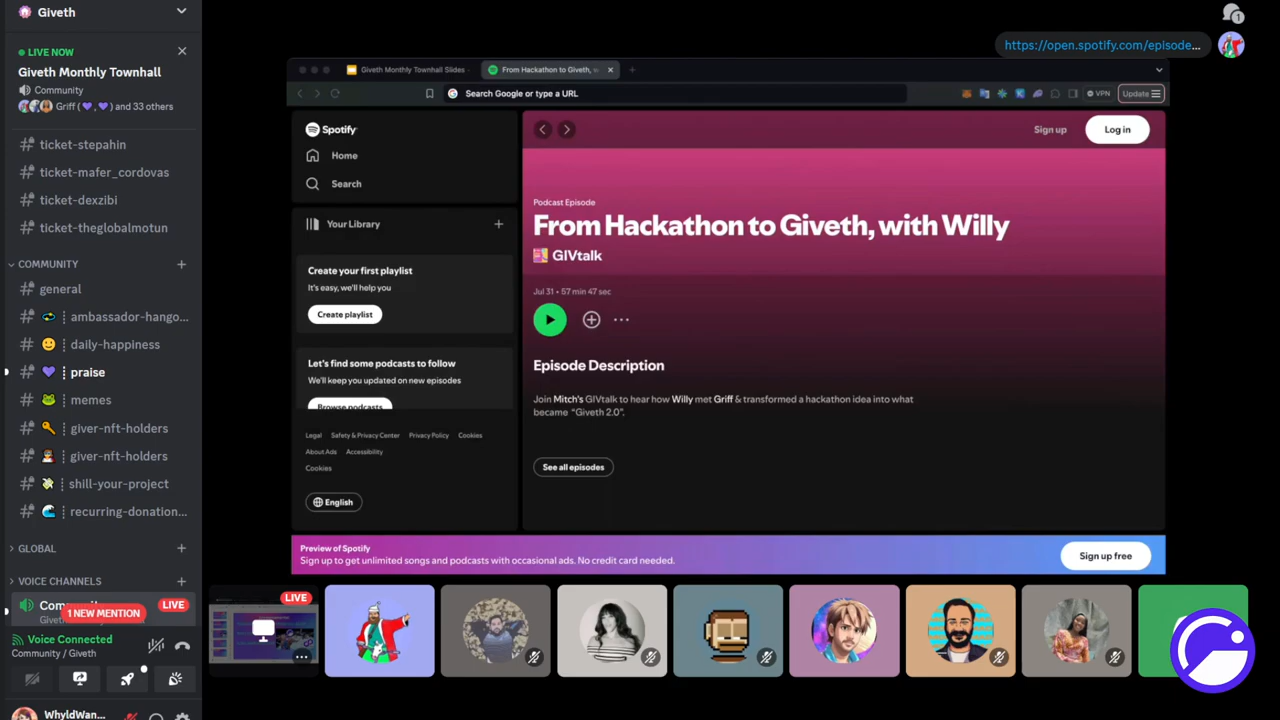 Giveth
1
LIVE NOW
https://open.spotify.com/episode...
Giveth Monthly Townhall
Community
Griff (💜,💜) and 33 others
ticket-stepahin
ticket-mafer_cordovas
ticket-dexzibi
ticket-theglobalmotun
COMMUNITY
general
ambassador-hango...
daily-happiness
praise
memes
giver-nft-holders
giver-nft-holders
shill-your-project
recurring-donation...
GLOBAL
VOICE CHANNELS
1 NEW MENTION
LIVE
Voice Connected
Community / Giveth
WhyldWan...
Giveth Monthly Townhall Slides
From Hackathon to Giveth, w
Search Google or type a URL
VPN
Update
Spotify
Home
Search
Your Library
Create your first playlist
It's easy, we'll help you
Create playlist
Let's find some podcasts to follow
We'll keep you updated on new episodes
Browse podcasts
Legal Safety & Privacy Center Privacy Policy Cookies
About Ads Accessibility
Cookies
English
Sign up
Log in
Podcast Episode
From Hackathon to Giveth, with Willy
GIVtalk
Jul 31 • 57 min 47 sec
Episode Description
Join Mitch's GIVtalk to hear how Willy met Griff & transformed a hackathon idea into what
became "Giveth 2.0".
See all episodes
Preview of Spotify
Sign up to get unlimited songs and podcasts with occasional ads. No credit card needed.
Sign up free
LIVE